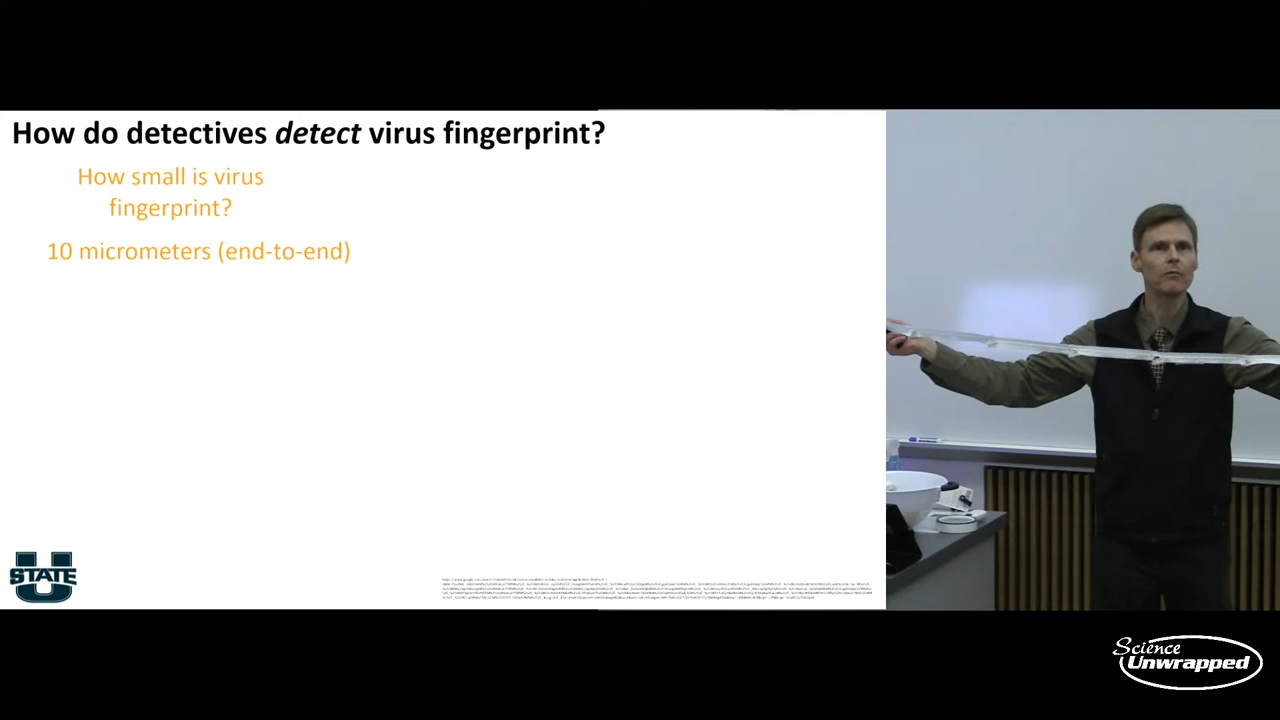 How do detectives detect virus fingerprint?
How small is virus
fingerprint?
10 micrometers (end-to-end)
U
STATE
Science
Unwrapped